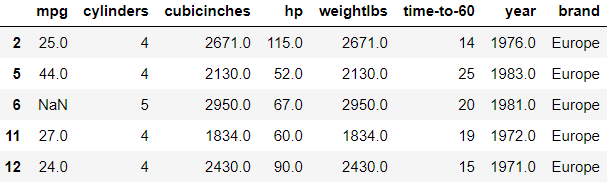 mpg cylinders cubicinches hp weightlbs time-to-60 year brand
2 25.0 4 2671.0 115.0 2671.0 14 1976.0 Europe
5 44.0 4 2130.0 52.0 2130.0 25 1983.0 Europe
6 NaN 5 2950.0 67.0 2950.0 20 1981.0 Europe
11 27.0 4 1834.0 60.0 1834.0 19 1972.0 Europe
12 24.0 4 2430.0 90.0 2430.0 15 1971.0 Europe